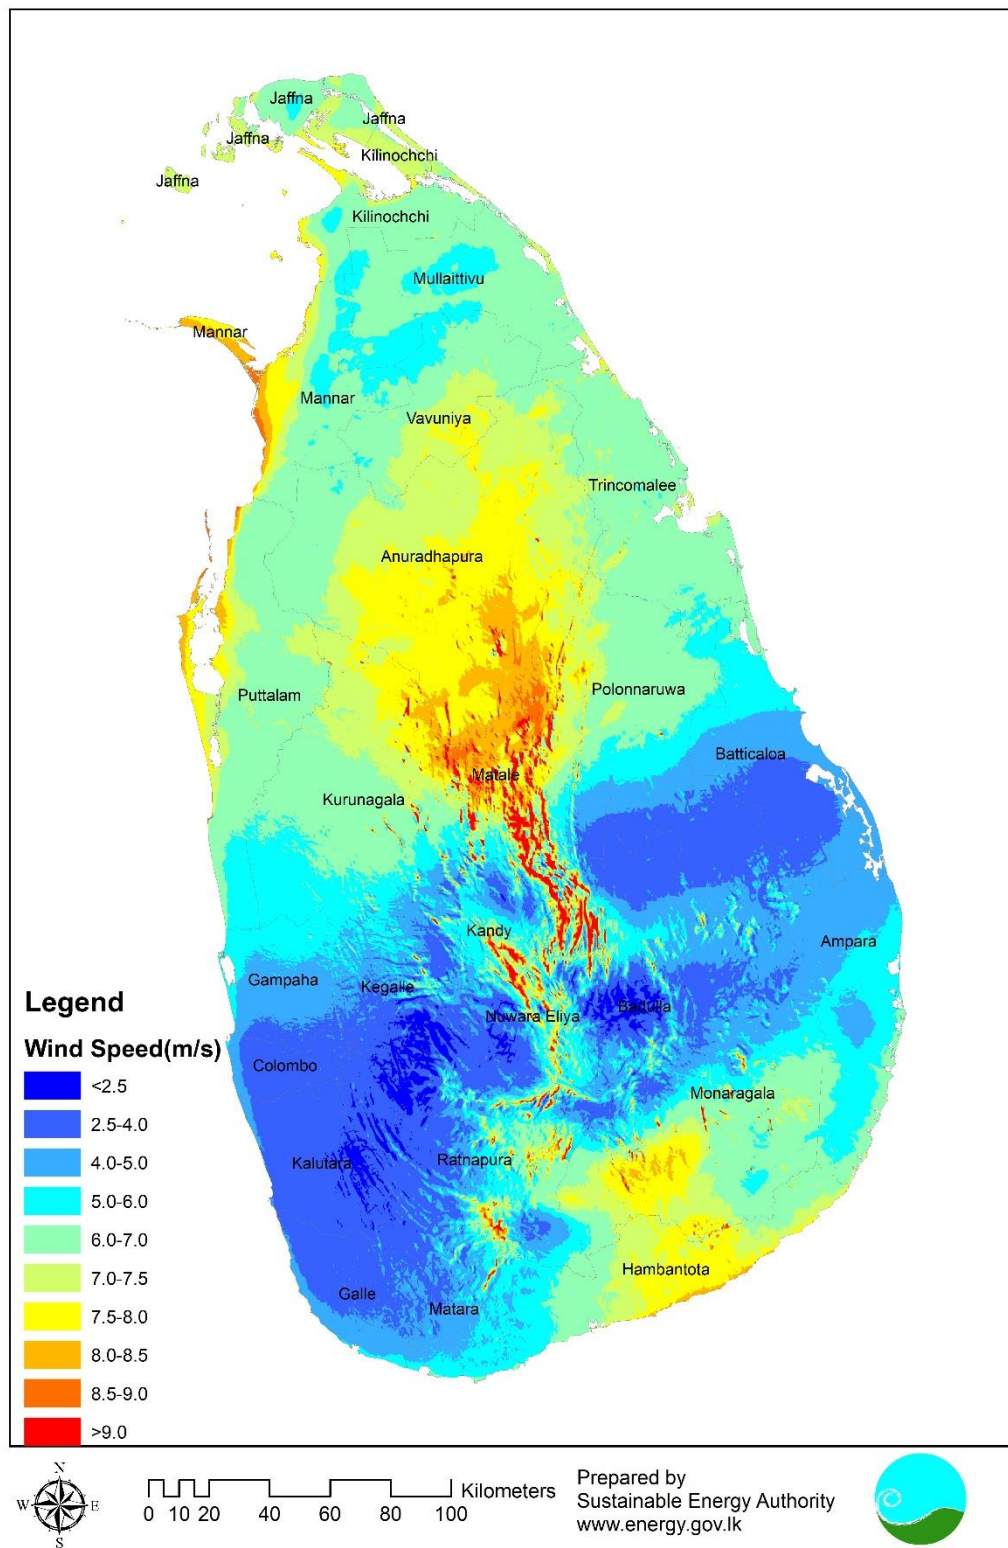 Jaffna
Jaffna
Jaffna
Kilinochchi
Jaffna
Kilinochchi
Mullaittivu
Mannar
Mannar
Vavuniya
Trincomalee
Anuradhapura
Puttalam
Polonnaruwa
Batticaloa
Matale
Kurunagala
Kandy
Ampara
Gampaha
Kegalle
Badulla
Nuwara Eliya
Colombo
Monaragala
Kalutara
Ratnapura
Hambantota
Galle
Matara
Legend
Wind Speed(m/s)
<2.5
2.5-4.0
4.0-5.0
5.0-6.0
6.0-7.0
7.0-7.5
7.5-8.0
8.0-8.5
8.5-9.0
>9.0
N
W E
S
Kilometers
0 10 20 40 60 80 100
Prepared by
Sustainable Energy Authority
www.energy.gov.lk